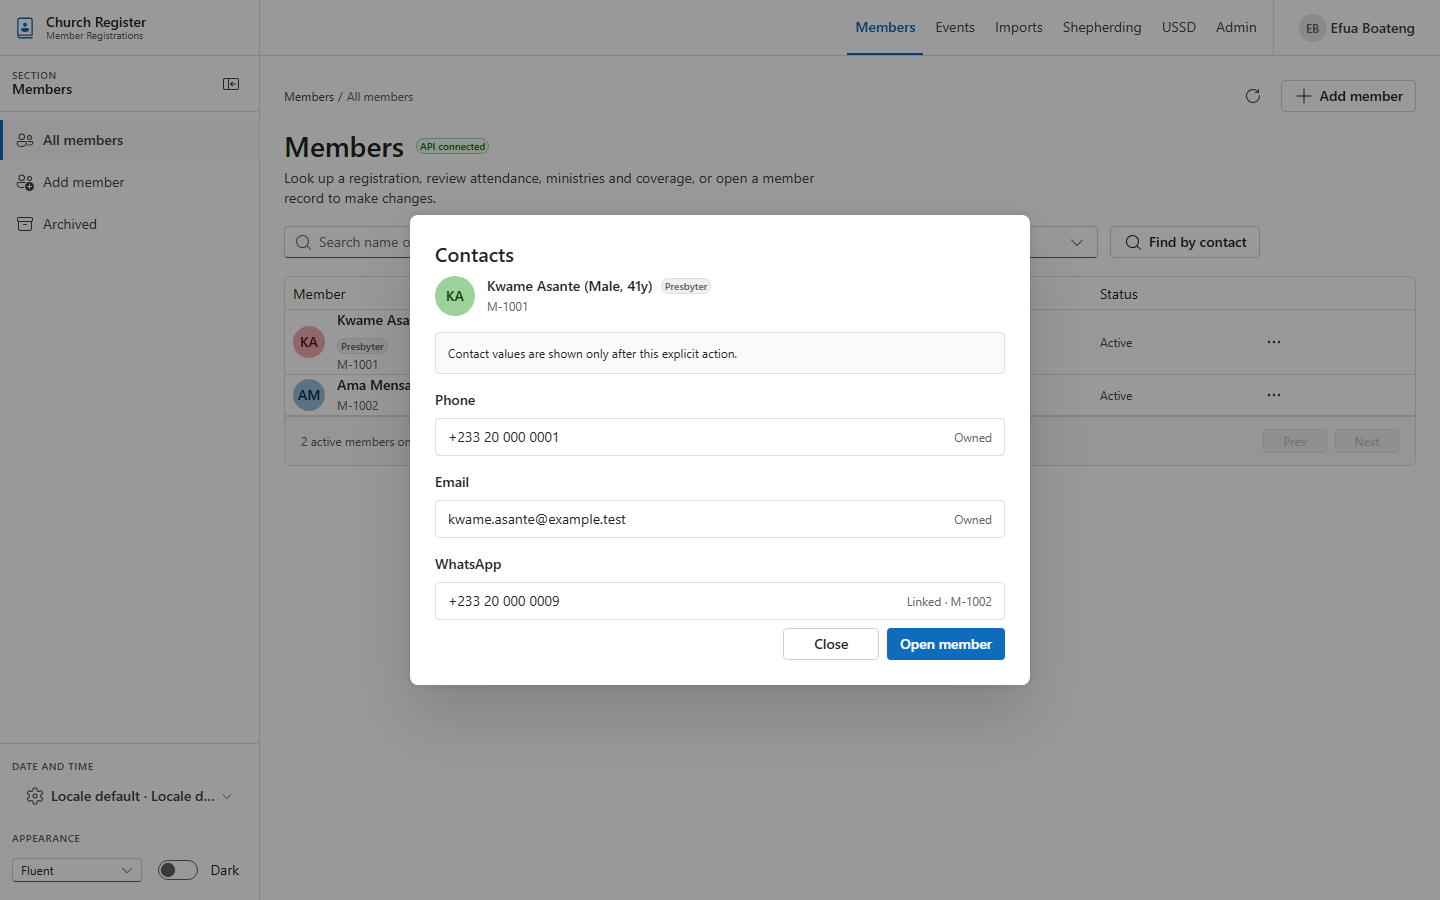 Church Register
Member Registrations
Members
Events
Imports
Shepherding
USSD
Admin
EB
Efua Boateng
SECTION
Members
All members
Add member
Archived
Members / All members
Add member
Members
API connected
Look up a registration, review attendance, ministries and coverage, or open a member
record to make changes.
Search name o
Find by contact
Member
Status
KA
Kwame Asa
Presbyter
M-1001
Active
AM
Ama Mensa
M-1002
Active
2 active members on
Prev
Next
Contacts
KA
Kwame Asante (Male, 41y)
Presbyter
M-1001
Contact values are shown only after this explicit action.
Phone
+233 20 000 0001
Owned
Email
kwame.asante@example.test
Owned
WhatsApp
+233 20 000 0009
Linked · M-1002
Close
Open member
DATE AND TIME
Locale default · Locale d...
APPEARANCE
Fluent
Dark